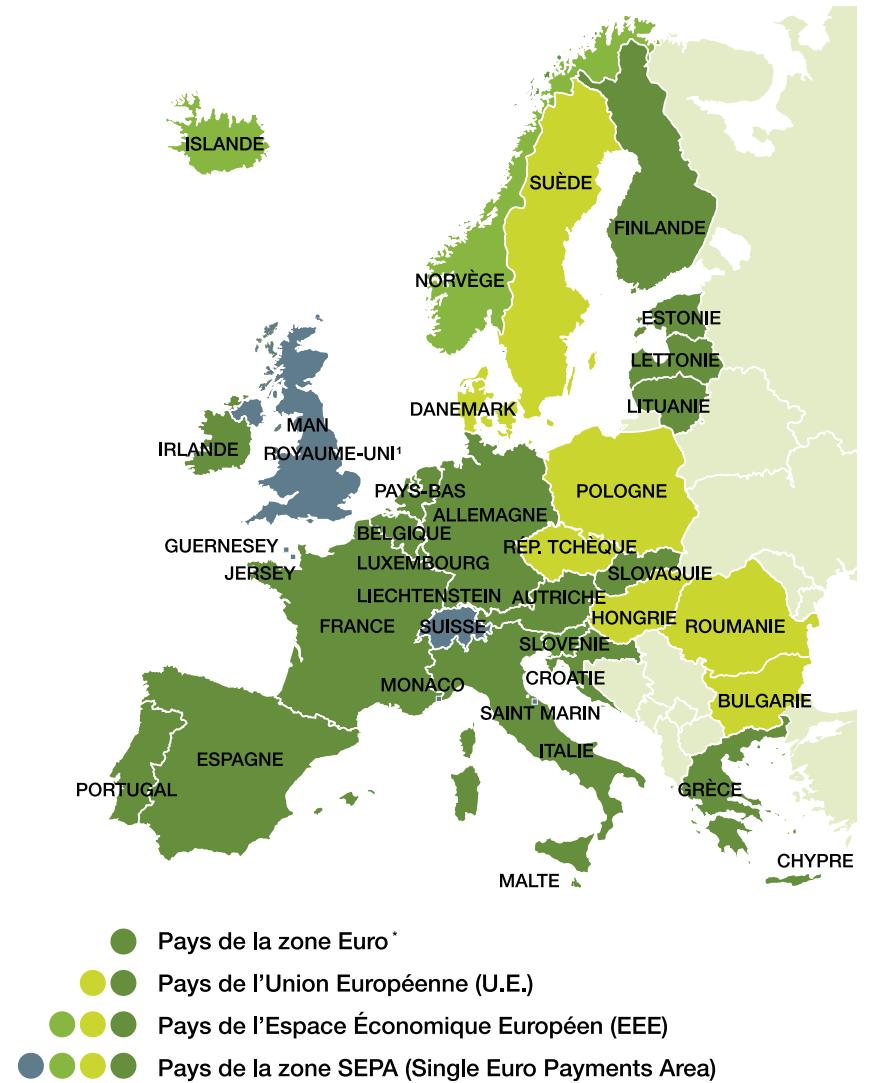 ISLANDE
SUÈDE
FINLANDE
NORVÈGE
ESTONIE
LETTONIE
LITUANIE
DANEMARK
MAN
IRLANDE
ROYAUME-UNI¹
PAYS-BAS
POLOGNE
ALLEMAGNE
BELGIQUE
GUERNESEY
RÉP. TCHÈQUE
JERSEY
LUXEMBOURG
SLOVAQUIE
LIECHTENSTEIN
AUTRICHE
FRANCE
SUISSE
HONGRIE
ROUMANIE
SLOVENIE
CROATIE
MONACO
BULGARIE
SAINT MARIN
ITALIE
ESPAGNE
PORTUGAL
GRÈCE
CHYPRE
MALTE
Pays de la zone Euro*
Pays de l'Union Européenne (U.E.)
Pays de l'Espace Économique Européen (EEE)
Pays de la zone SEPA (Single Euro Payments Area)